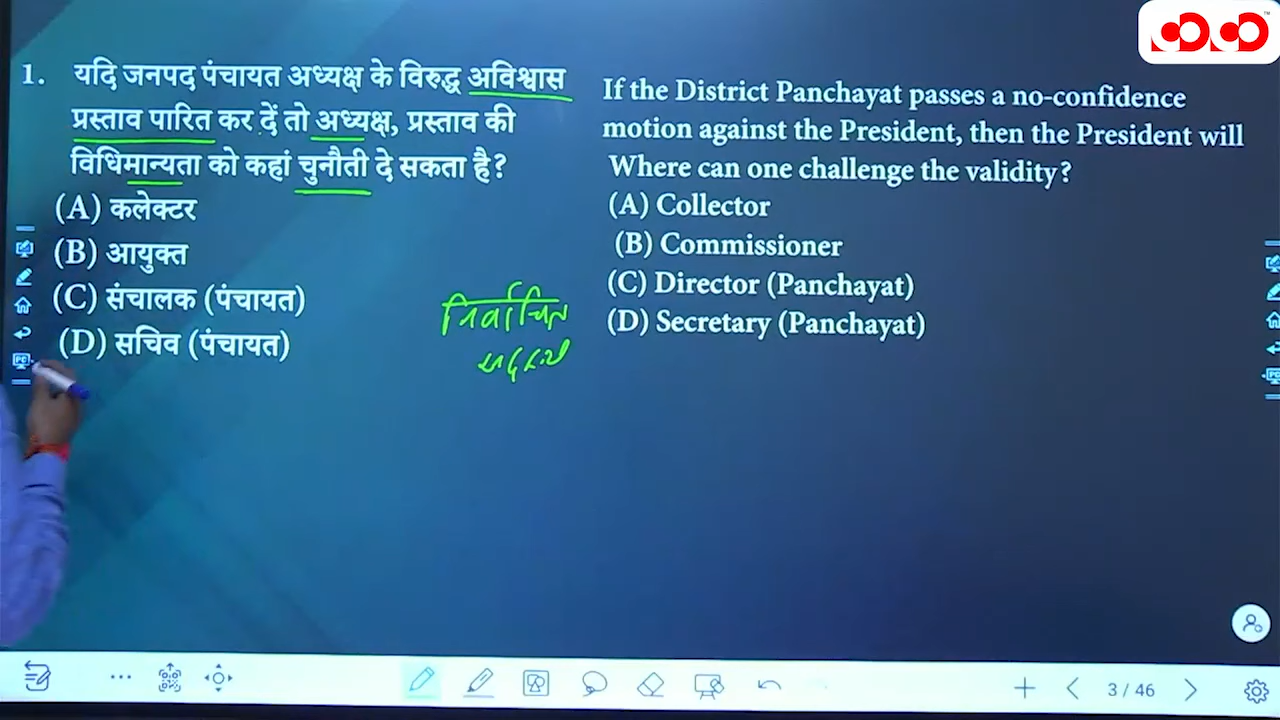 1. यदि जनपद पंचायत अध्यक्ष के विरुद्ध अविश्वास
प्रस्ताव पारित कर दें तो अध्यक्ष, प्रस्ताव की
विधिमान्यता को कहां चुनौती दे सकता है?
(A) कलेक्टर
(B) आयुक्त
(C) संचालक (पंचायत)
(D) सचिव (पंचायत)
निर्वाचित
सदस्य
If the District Panchayat passes a no-confidence
motion against the President, then the President will
Where can one challenge the validity?
(A) Collector
(B) Commissioner
(C) Director (Panchayat)
(D) Secretary (Panchayat)
3 / 46